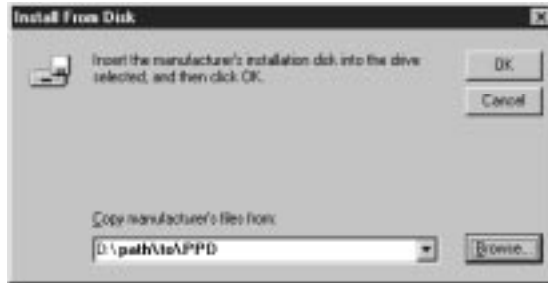 Install From Disk
Insert the manufacturer's installation disk into the drive
selected, and then click OK.
OK
Cancel
Copy manufacturer's files from:
D:\path\to\PPD
Browse...